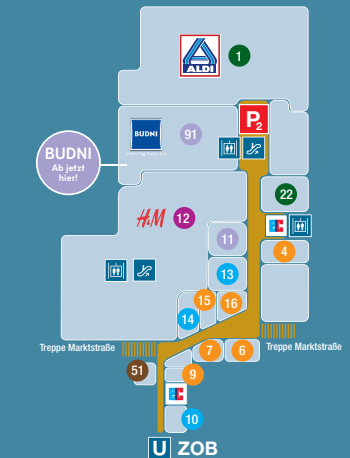 ALDI
1
P2
BUDNI
91
BUDNI
Ab jetzt
hier!
22
H&M
12
11
4
13
15
16
14
Treppe Marktstraße
Treppe Marktstraße
7
6
51
9
10
U ZOB